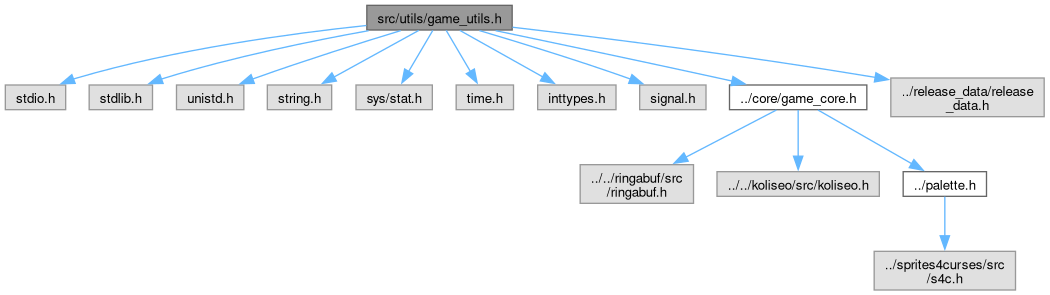 src/utils/game_utils.h
stdio.h
stdlib.h
unistd.h
string.h
sys/stat.h
time.h
inttypes.h
signal.h
../core/game_core.h
../release_data/release
_data.h
../../ringabuf/src
/ringabuf.h
../../koliseo/src/koliseo.h
../palette.h
../sprites4curses/src
/s4c.h